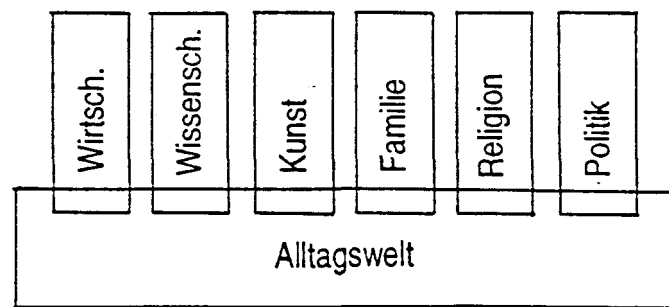 Wirtsch.
Wissensch.
Kunst
Familie
Religion
Politik
Alltagswelt